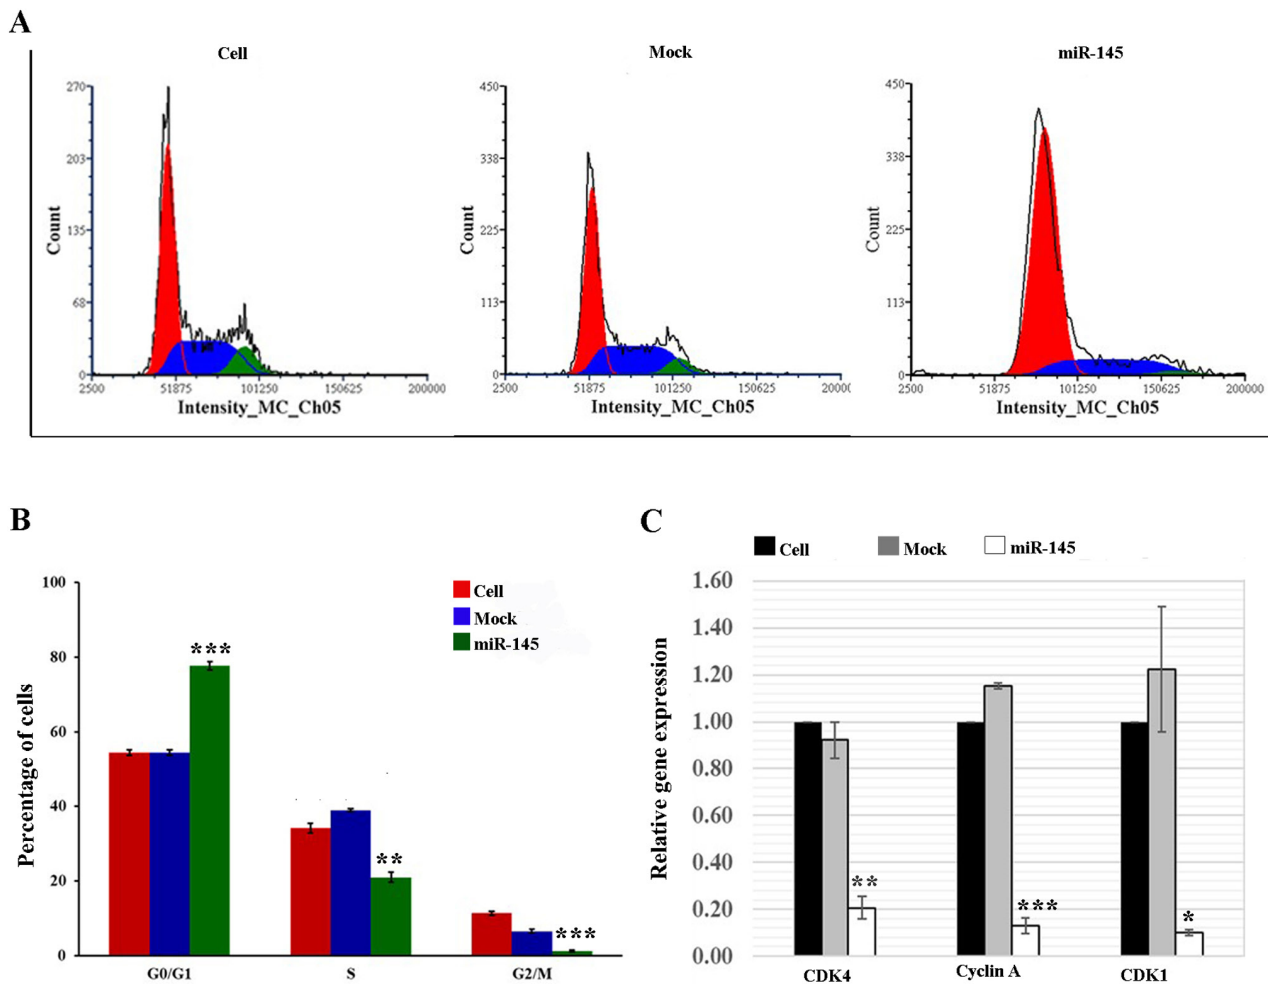 A
Cell
Mock
miR-145
270
203
135
68
0
Count
2500 51875 101250 150625 200000
Intensity_MC_Ch05
450
338
225
113
0
Count
2500 51875 101250 150625 20000
Intensity_MC_Ch05
450
338
225
113
0
Count
2500 51875 101250 150625 200000
Intensity_MC_Ch05
B
100
80
60
40
20
0
Percentage of cells
Cell
Mock
miR-145
***
**
***
G0/G1 S G2/M
C
Cell Mock miR-145
1.60
1.40
1.20
1.00
0.80
0.60
0.40
0.20
0.00
Relative gene expression
**
***
*
CDK4 Cyclin A CDK1